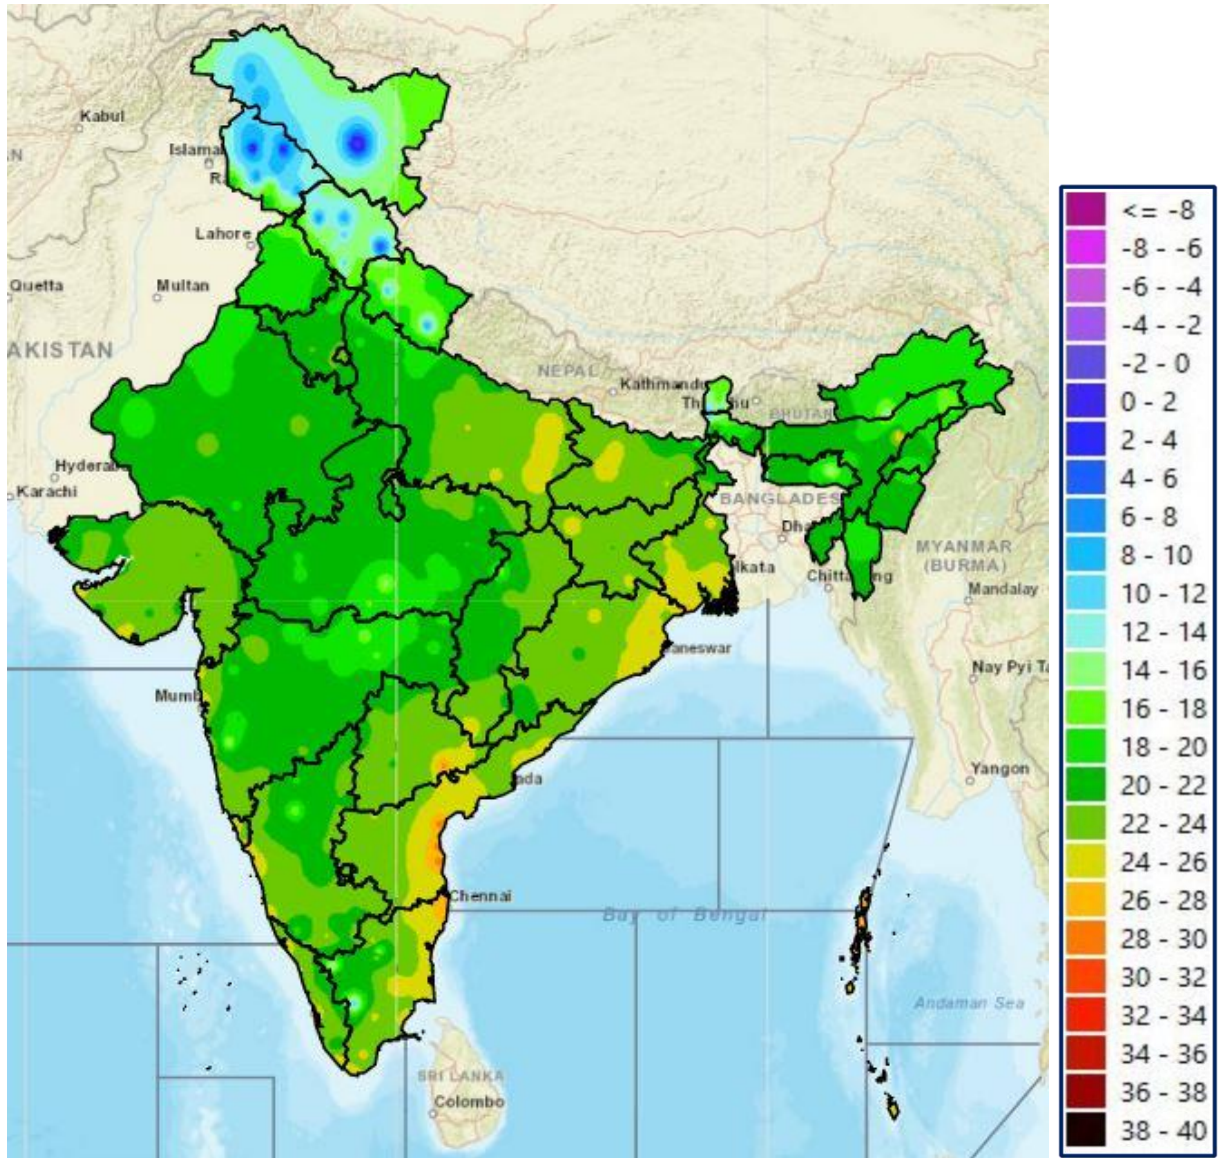 Kabul
AN
Islama
R
Lahore
Quetta
Multan
AKISTAN
NEPAL
Kathmandu
Th
hu
BHUTAN
Hyderab
Karachi
BANGLADES
Dha
MYANMAR
(BURMA)
lkata
Chitta
ng
Mandalay
aneswar
Nay Pyi Ta
Mumb
Yangon
ada
Chennai
Bay of Bengal
Andaman Sea
SRI LANKA
Colombo
<= -8
-8 - -6
-6 - -4
-4 - -2
-2 - 0
0 - 2
2 - 4
4 - 6
6 - 8
8 - 10
10 - 12
12 - 14
14 - 16
16 - 18
18 - 20
20 - 22
22 - 24
24 - 26
26 - 28
28 - 30
30 - 32
32 - 34
34 - 36
36 - 38
38 - 40